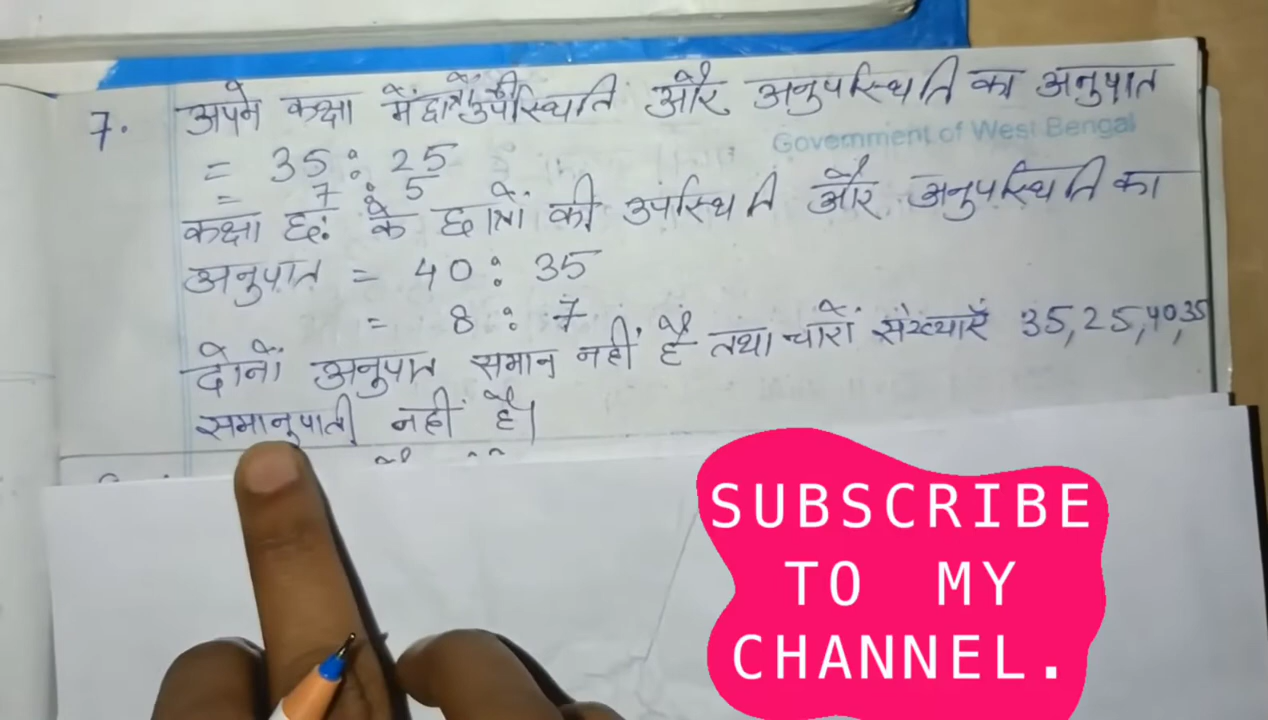 7. अपने कक्षा में छात्रों की उपस्थिति और अनुपस्थिति का अनुपात
Government of West Bengal
= 35 : 25
= 7 : 5
कक्षा छः के छात्रों की उपस्थिति और अनुपस्थिति का
अनुपात = 40 : 35
= 8 : 7
दोनों अनुपात समान नहीं है तथा चारों संख्याएँ 35, 25, 40, 35
समानुपाती नहीं है।
SUBSCRIBE
TO MY
CHANNEL.